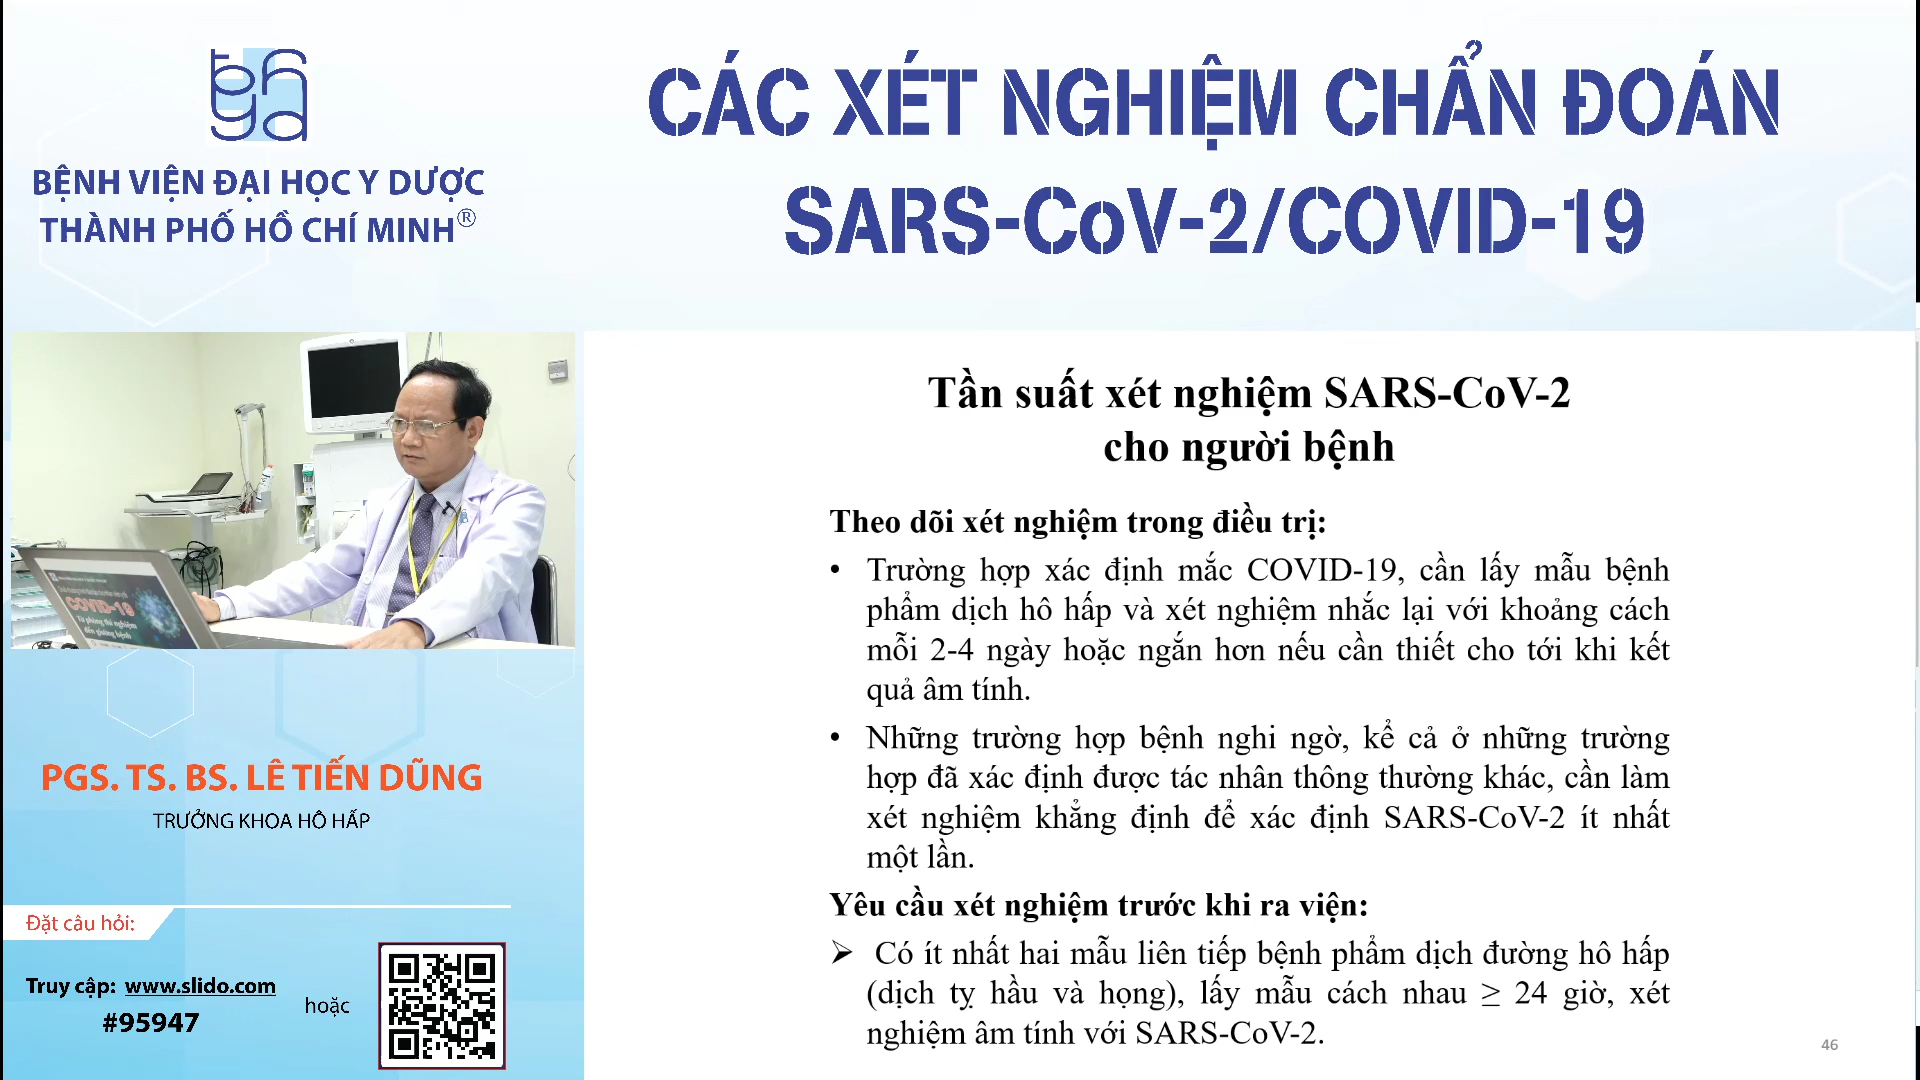 BỆNH VIỆN ĐẠI HỌC Y DƯỢC
THÀNH PHỐ HỒ CHÍ MINH®
CÁC XÉT NGHIỆM CHẨN ĐOÁN
SARS-CoV-2/COVID-19
COVID-19
Từ phòng thí nghiệm
đến giường bệnh
PGS. TS. BS. LÊ TIẾN DŨNG
TRƯỞNG KHOA HÔ HẤP
Đặt câu hỏi:
Truy cập: www.slido.com
#95947
hoặc
Tần suất xét nghiệm SARS-CoV-2
cho người bệnh
Theo dõi xét nghiệm trong điều trị:
• Trường hợp xác định mắc COVID-19, cần lấy mẫu bệnh
phẩm dịch hô hấp và xét nghiệm nhắc lại với khoảng cách
mỗi 2-4 ngày hoặc ngắn hơn nếu cần thiết cho tới khi kết
quả âm tính.
• Những trường hợp bệnh nghi ngờ, kể cả ở những trường
hợp đã xác định được tác nhân thông thường khác, cần làm
xét nghiệm khẳng định để xác định SARS-CoV-2 ít nhất
một lần.
Yêu cầu xét nghiệm trước khi ra viện:
➢ Có ít nhất hai mẫu liên tiếp bệnh phẩm dịch đường hô hấp
(dịch tỵ hầu và họng), lấy mẫu cách nhau ≥ 24 giờ, xét
nghiệm âm tính với SARS-CoV-2.
46